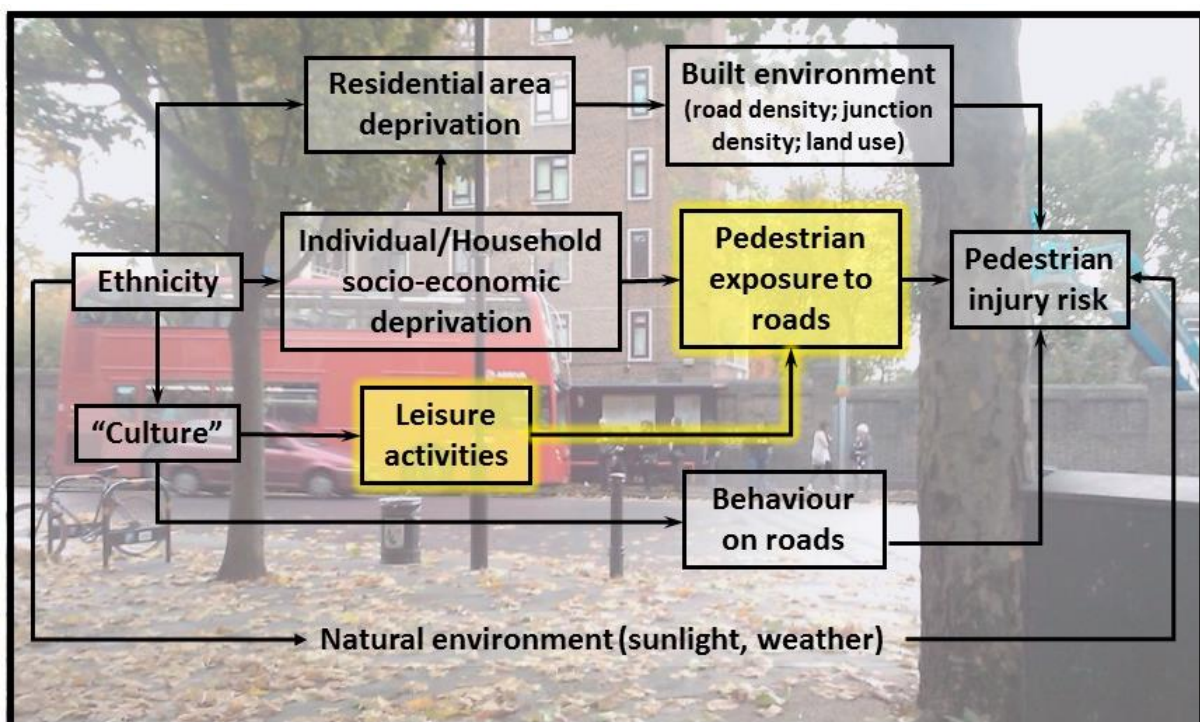 Residential area
deprivation
Built environment
(road density; junction
density; land use)
Individual/Household
socio-economic
deprivation
Pedestrian
exposure to
roads
Pedestrian
injury risk
Ethnicity
“Culture”
Leisure
activities
Behaviour
on roads
Natural environment (sunlight, weather)